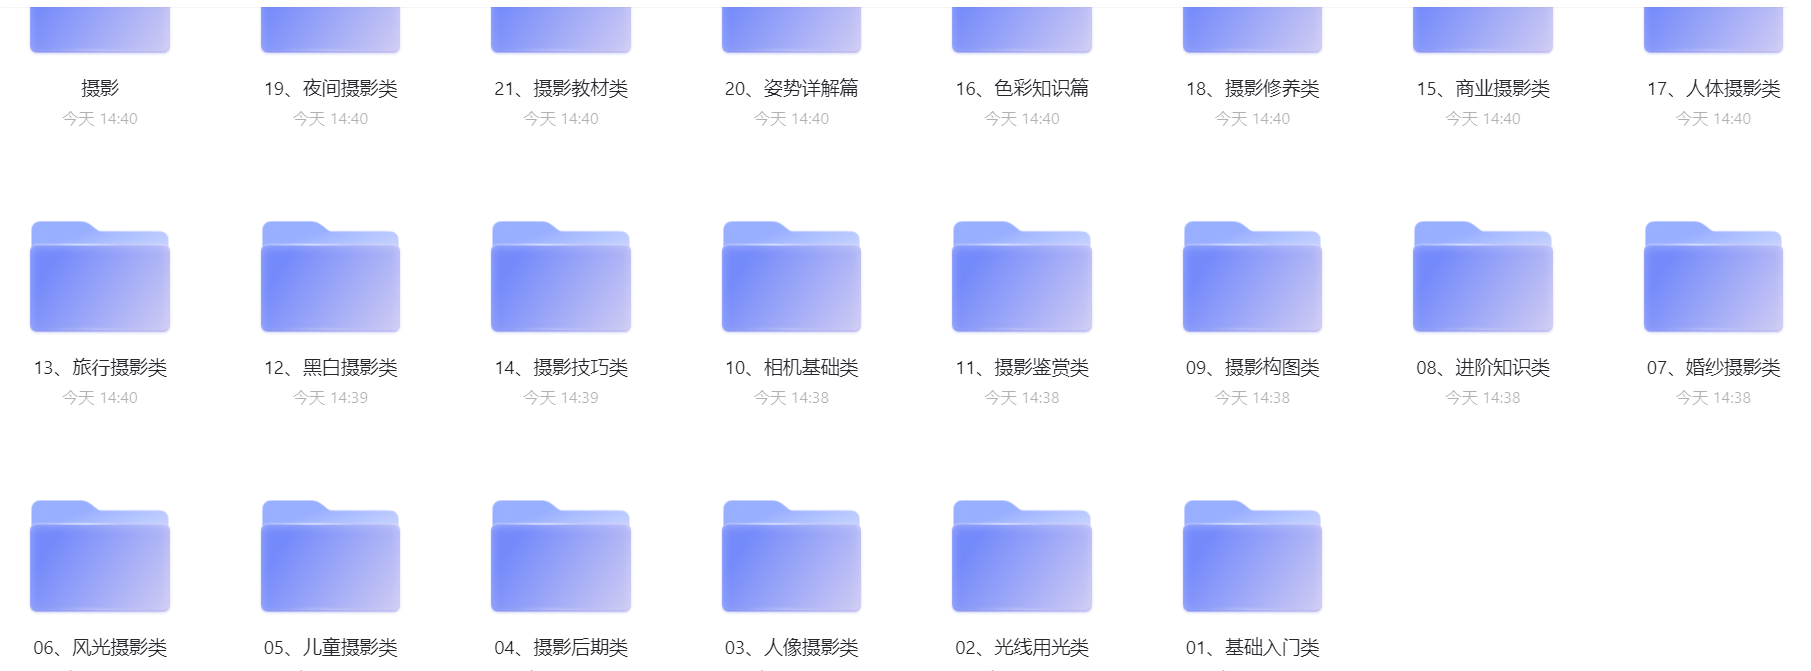 摄影
今天 14:40
19、夜间摄影类
今天 14:40
21、摄影教材类
今天 14:40
20、姿势详解篇
今天 14:40
16、色彩知识篇
今天 14:40
18、摄影修养类
今天 14:40
15、商业摄影类
今天 14:40
17、人体摄影类
今天 14:40
13、旅行摄影类
今天 14:40
12、黑白摄影类
今天 14:39
14、摄影技巧类
今天 14:39
10、相机基础类
今天 14:38
11、摄影鉴赏类
今天 14:38
09、摄影构图类
今天 14:38
08、进阶知识类
今天 14:38
07、婚纱摄影类
今天 14:38
06、风光摄影类
05、儿童摄影类
04、摄影后期类
03、人像摄影类
02、光线用光类
01、基础入门类